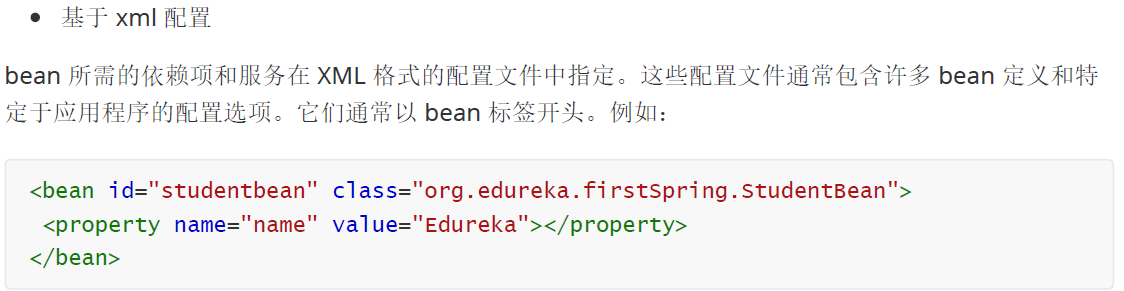 基于 xml 配置
bean 所需的依赖项和服务在 XML 格式的配置文件中指定。这些配置文件通常包含许多 bean 定义和特
定于应用程序的配置选项。它们通常以 bean 标签开头。例如：
<bean id="studentbean" class="org.edureka.firstSpring.StudentBean">
 <property name="name" value="Edureka"></property>
</bean>